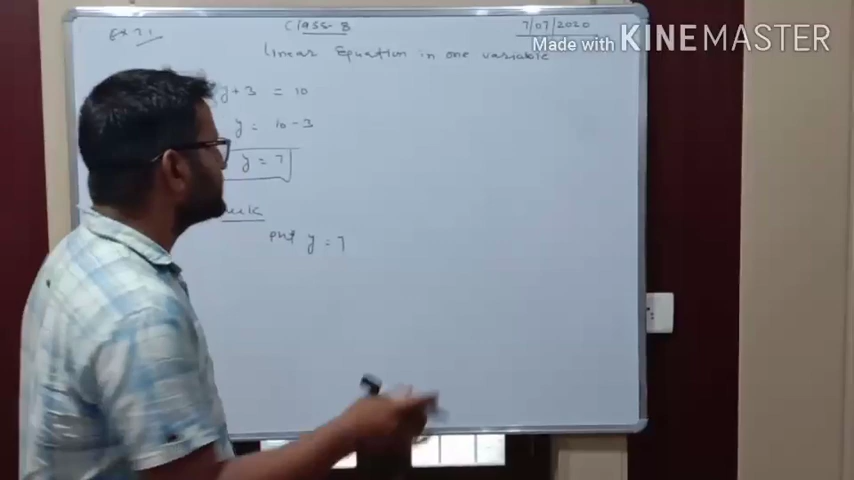 Ex 7.1
Class-8
7/07/2020
Linear Equation in one variable
Made with KINEMASTER
y+3 = 10
y = 10-3
y = 7
put y = 7